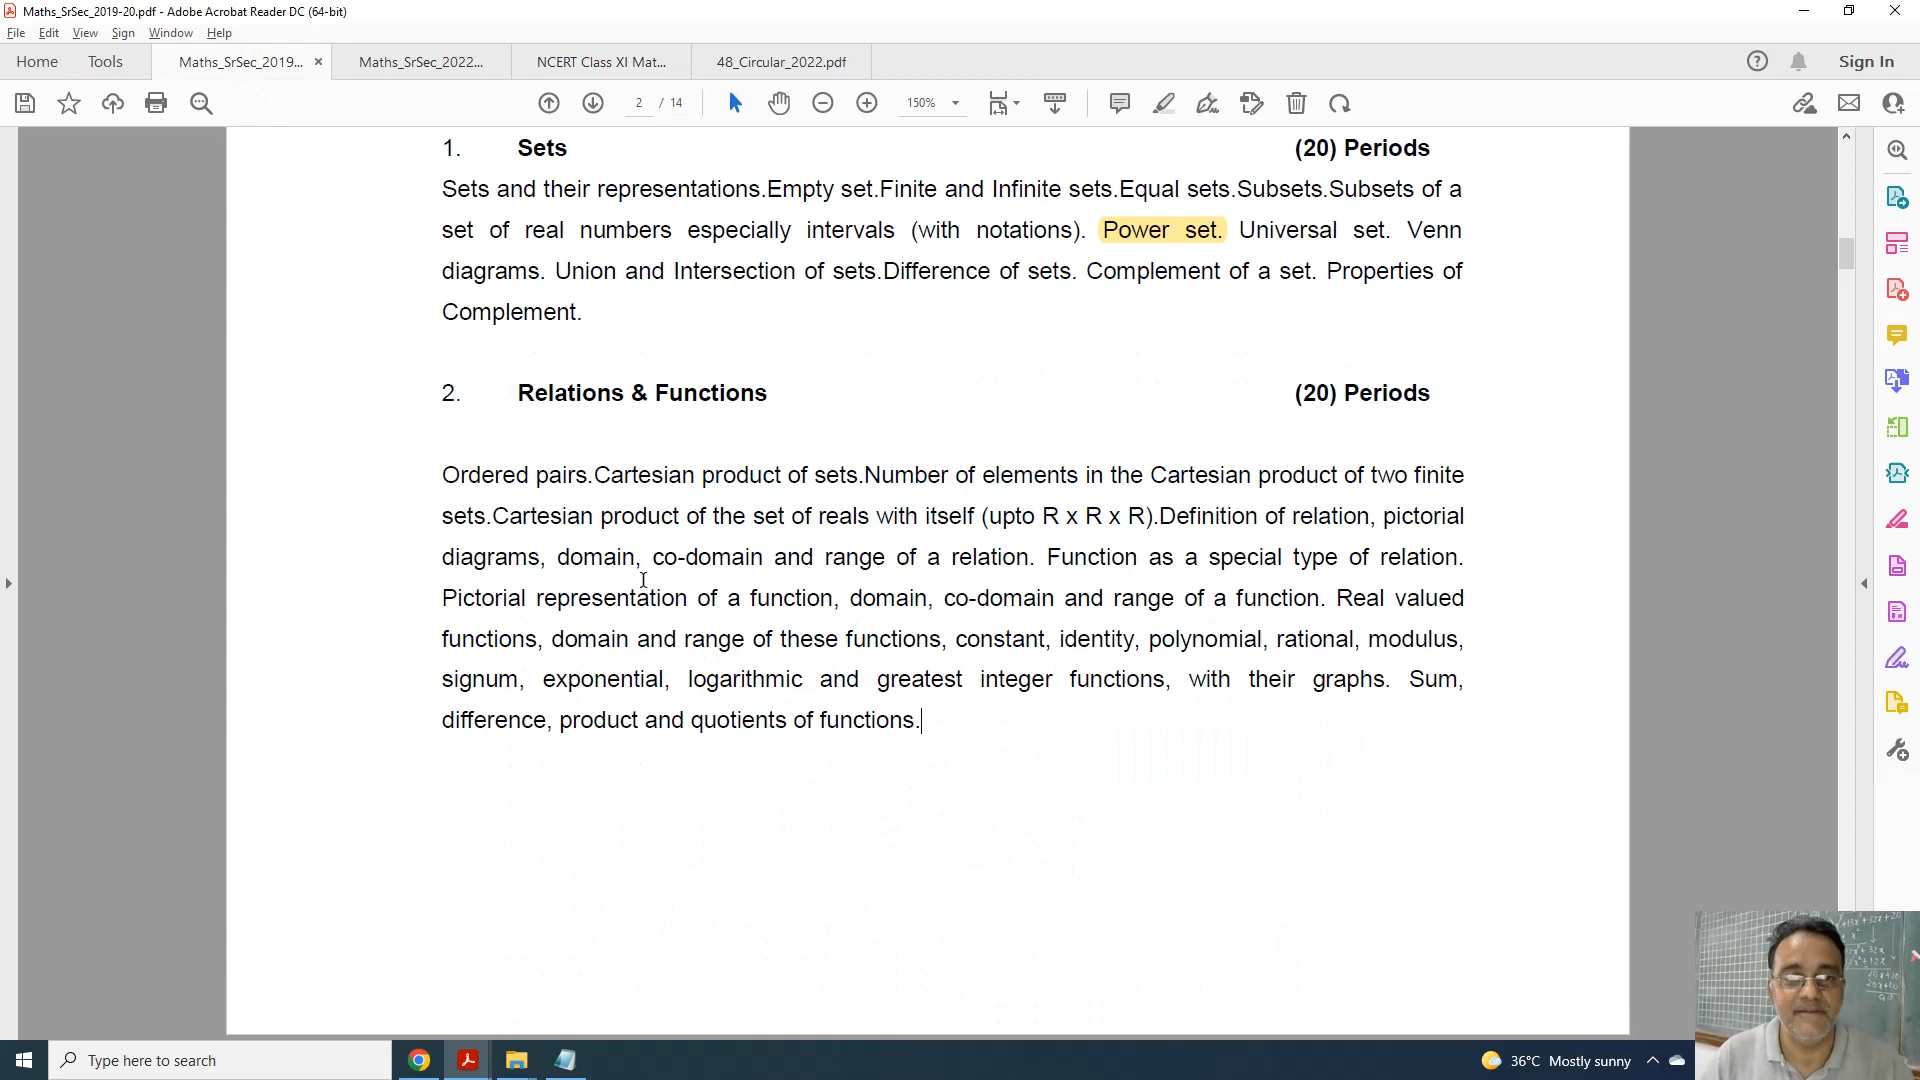 Maths_SrSec_2019-20.pdf - Adobe Acrobat Reader DC (64-bit)
File Edit View Sign Window Help
Home Tools Maths_SrSec_2019... × Maths_SrSec_2022... NCERT Class XI Mat... 48_Circular_2022.pdf Sign In
2 / 14 150%
1. Sets (20) Periods
Sets and their representations.Empty set.Finite and Infinite sets.Equal sets.Subsets.Subsets of a
set of real numbers especially intervals (with notations). Power set. Universal set. Venn
diagrams. Union and Intersection of sets.Difference of sets. Complement of a set. Properties of
Complement.
2. Relations & Functions (20) Periods
Ordered pairs.Cartesian product of sets.Number of elements in the Cartesian product of two finite
sets.Cartesian product of the set of reals with itself (upto R x R x R).Definition of relation, pictorial
diagrams, domain, co-domain and range of a relation. Function as a special type of relation.
Pictorial representation of a function, domain, co-domain and range of a function. Real valued
functions, domain and range of these functions, constant, identity, polynomial, rational, modulus,
signum, exponential, logarithmic and greatest integer functions, with their graphs. Sum,
difference, product and quotients of functions.
Type here to search 36°C Mostly sunny